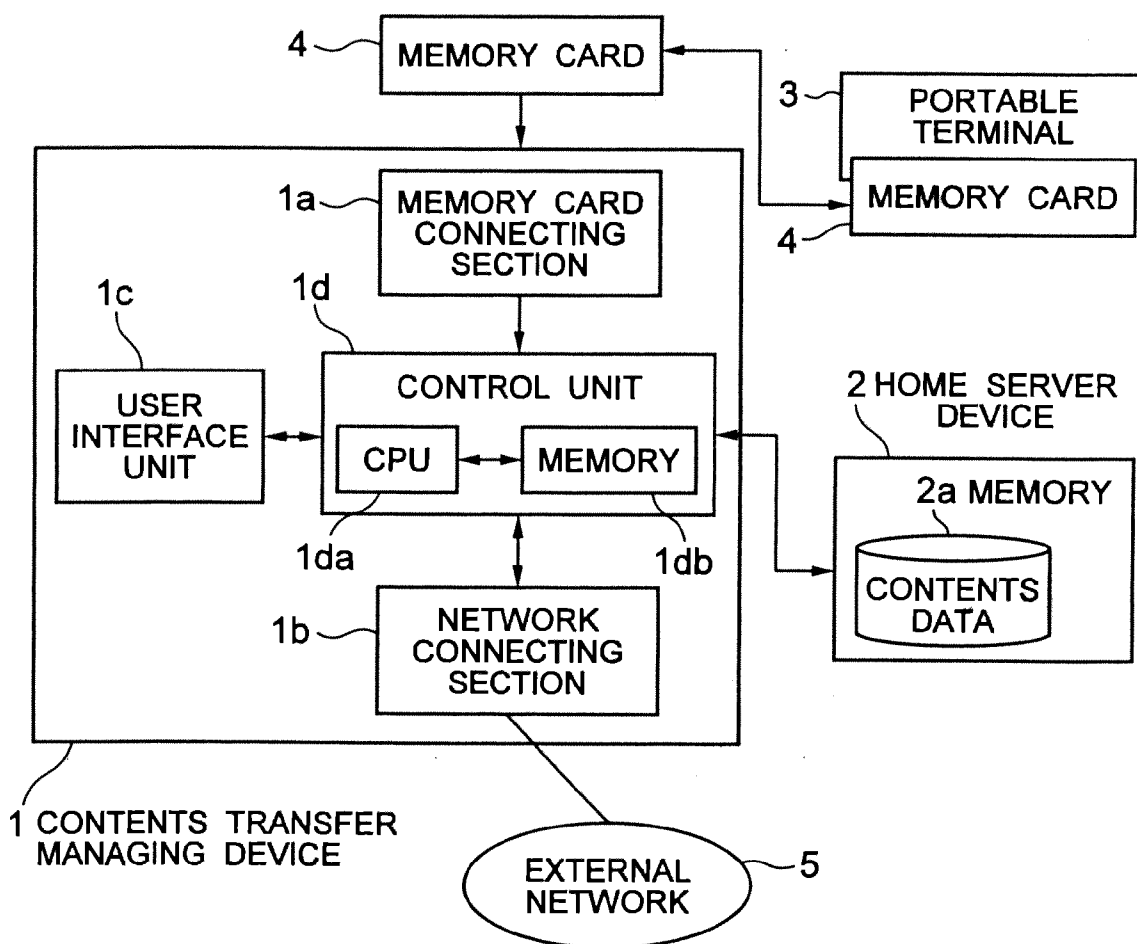 4
MEMORY CARD
3
PORTABLE
TERMINAL
MEMORY CARD
4
1a
MEMORY CARD
CONNECTING
SECTION
1c
USER
INTERFACE
UNIT
1d
CONTROL UNIT
CPU
MEMORY
1da
1db
2 HOME SERVER
DEVICE
2a MEMORY
CONTENTS
DATA
1b
NETWORK
CONNECTING
SECTION
1 CONTENTS TRANSFER
MANAGING DEVICE
EXTERNAL
NETWORK
5